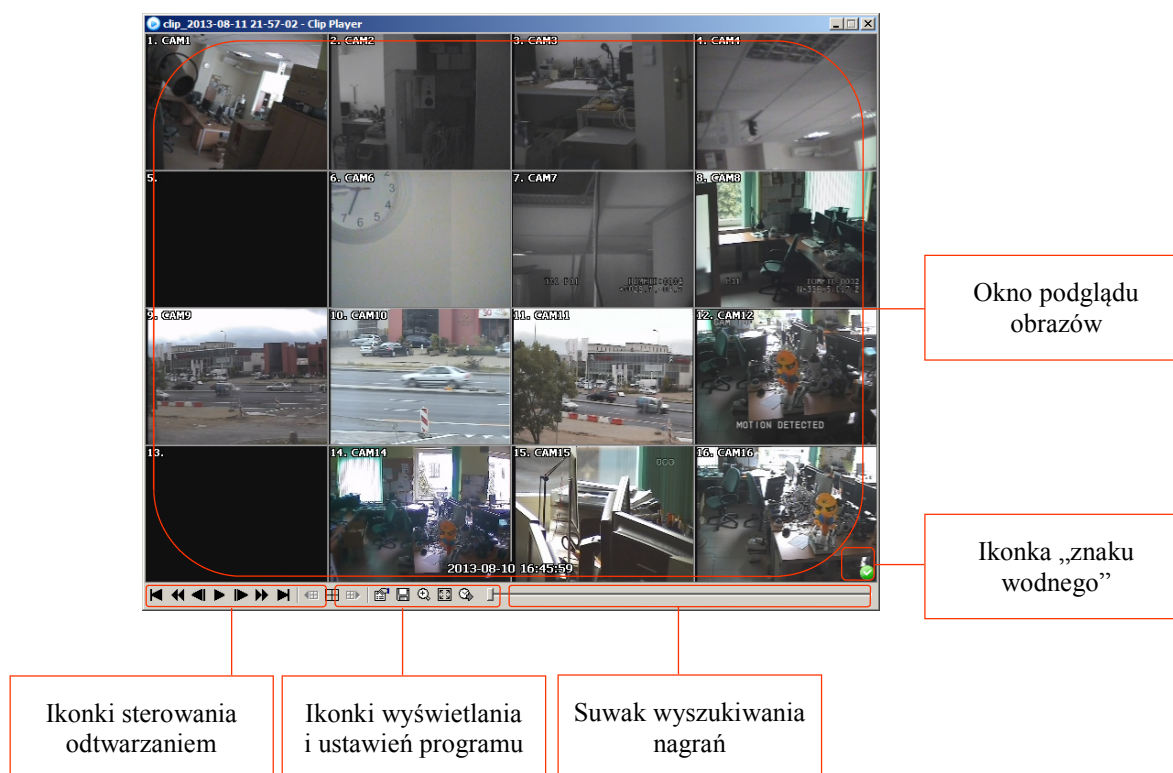 clip_2013-08-11 21-57-02 - Clip Player
1. CAM1
2. CAM2
3. CAM3
4. CAM4
5.
6. CAM6
7. CAM7
8. CAM8
Okno podglądu
obrazów
9. CAM9
10. CAM10
11. CAM11
12. CAM12
MOTION DETECTED
13.
14. CAM14
15. CAM15
000
16. CAM16
2013-08-10 16:45:59
Ikonka „znaku
wodnego”
Ikonki sterowania
odtwarzaniem
Ikonki wyświetlania
i ustawień programu
Suwak wyszukiwania
nagrań